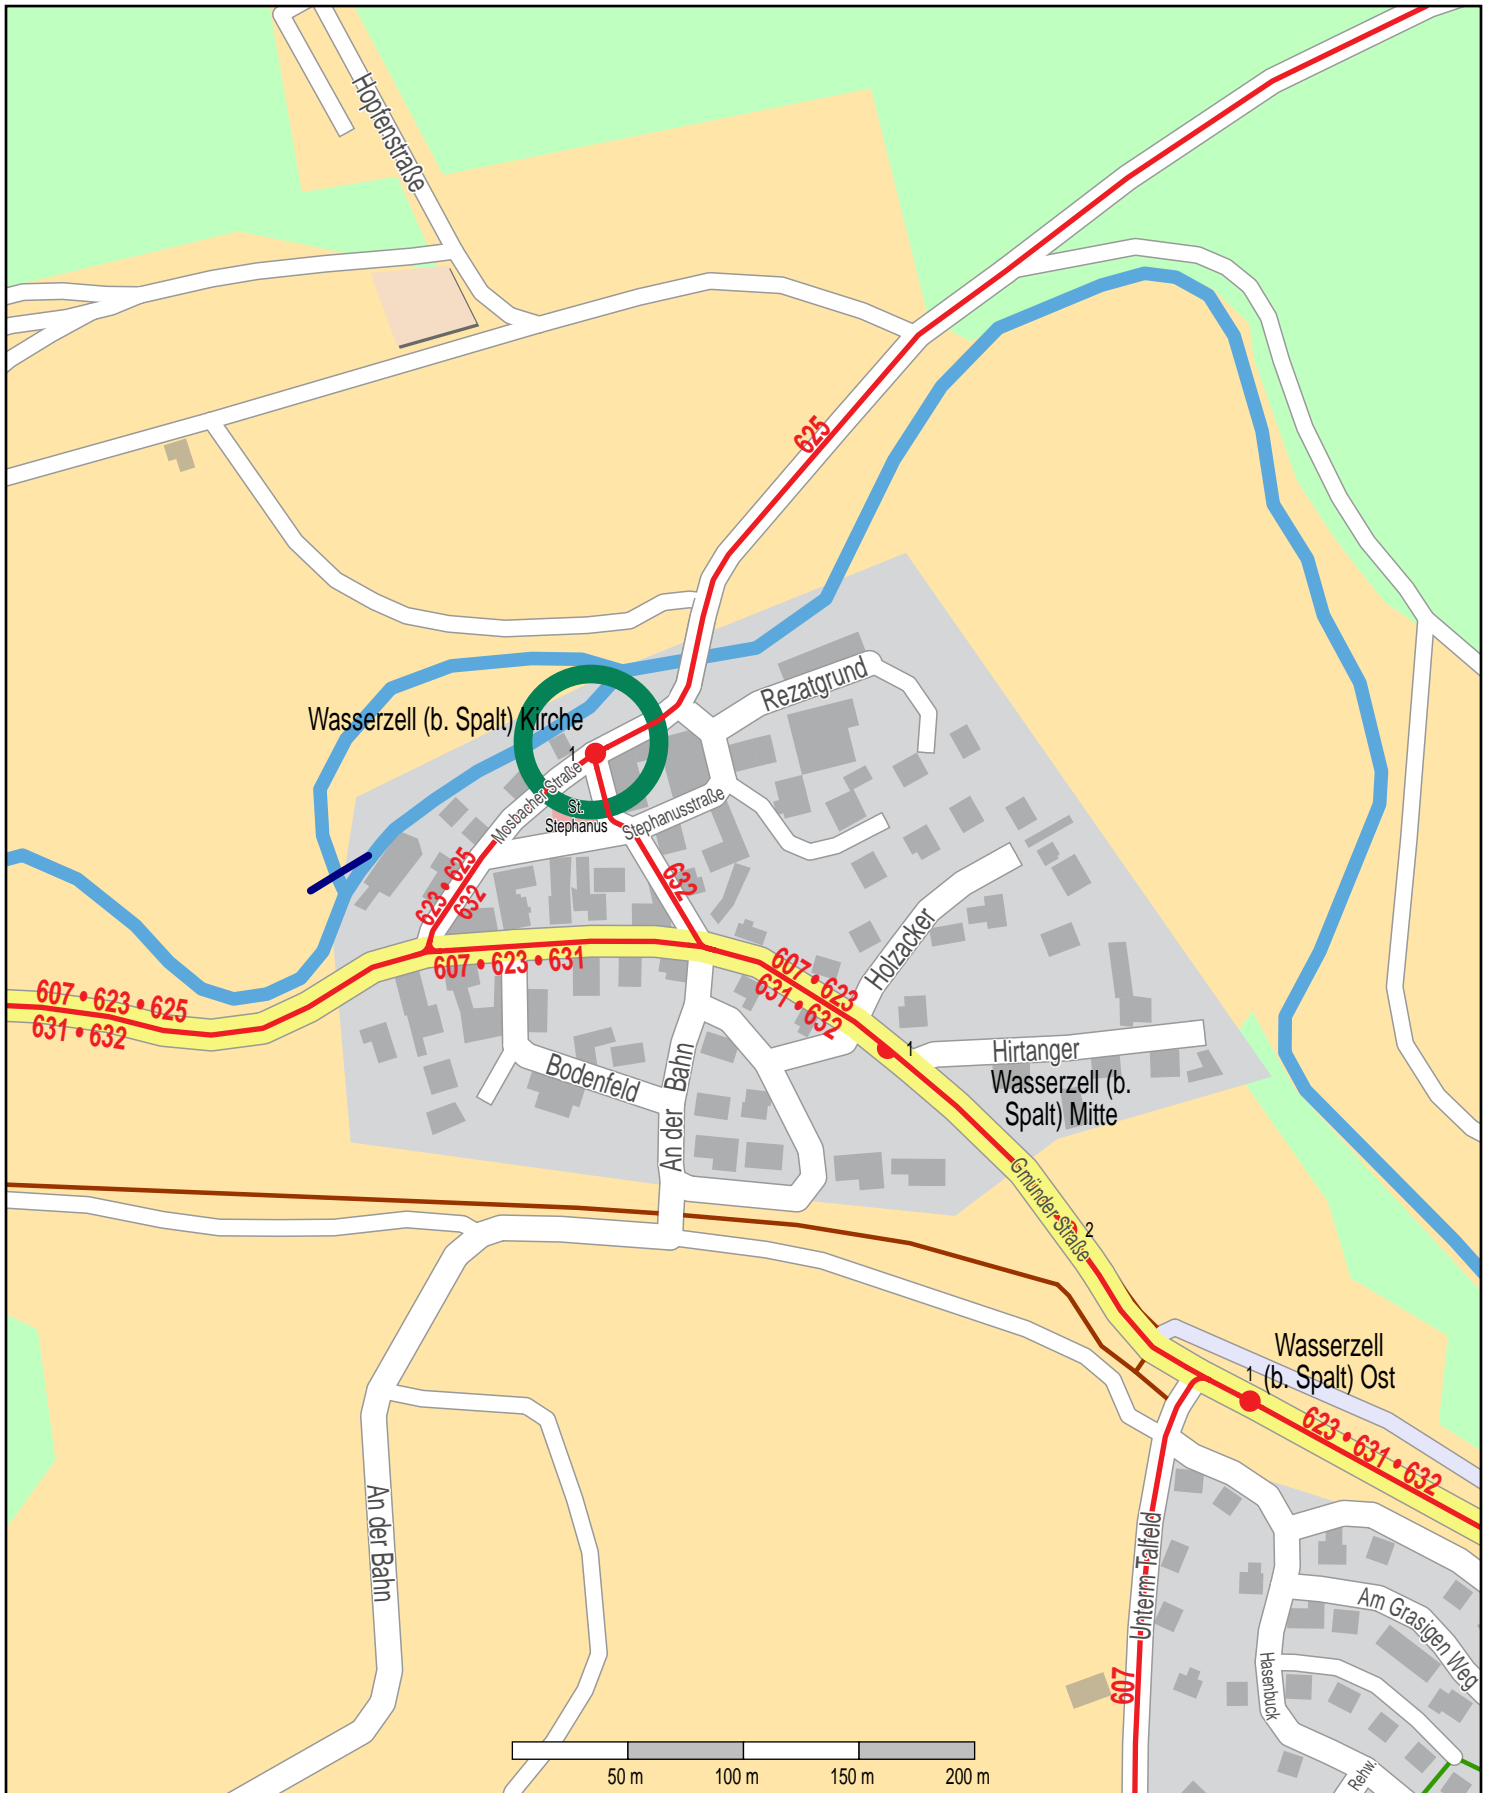 Hopfenstraße
625
Rezatgrund
Wasserzell (b. Spalt) Kirche
1
Mosbacher Straße
St.
Stephanus
Stephanusstraße
623 • 625
632
632
Holzäcker
607 • 623 • 631
607 • 623
631 • 632
607 • 623 • 625
631 • 632
1
Hirtanger
Wasserzell (b.
Spalt) Mitte
Bodenfeld
An der Bahn
Gmünder Straße
2
Wasserzell
1
(b. Spalt) Ost
623 • 631 • 632
An der Bahn
Unterm Talfeld
Am Grasigen Weg
Hasenbuck
607
Rehw.
50 m
100 m
150 m
200 m